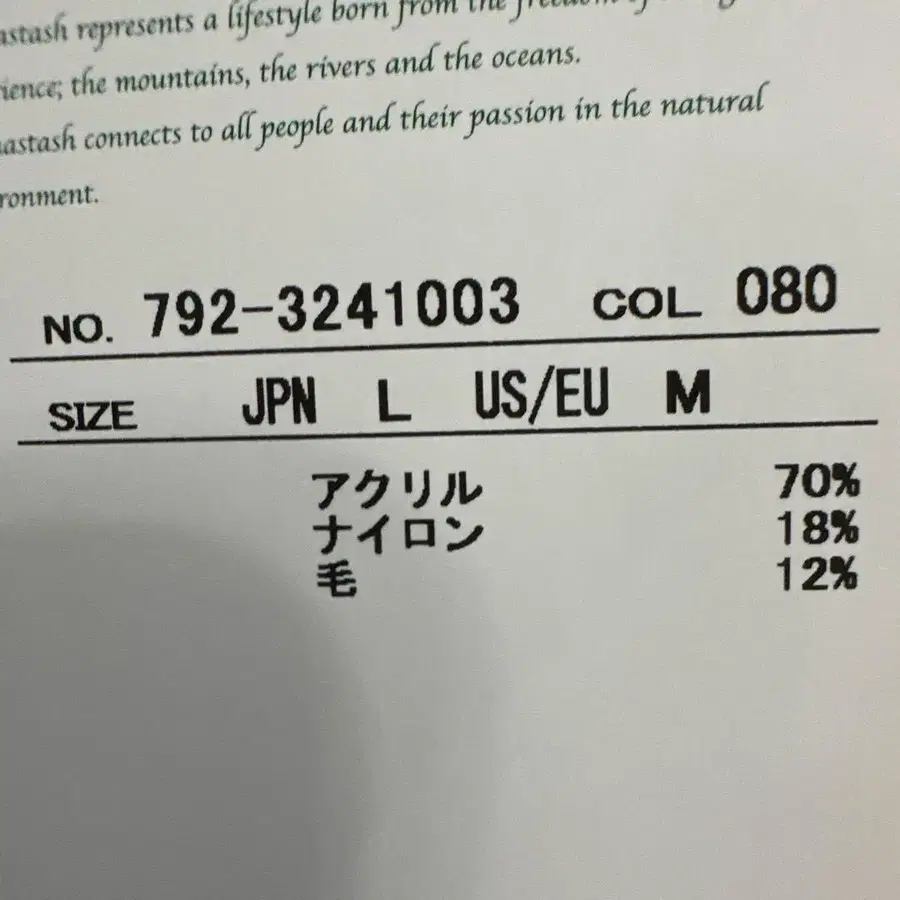 astash represents a lifestyle born from the
ience; the mountains, the rivers and the oceans.
astash connects to all people and their passion in the natural
ronment.
NO. 792-3241003 COL 080
SIZE JPN L US/EU M
アクリル 70%
ナイロン 18%
毛 12%